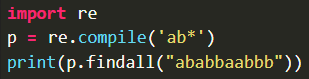 import re
p = re.compile('ab*')
print(p.findall("ababbaabbb"))